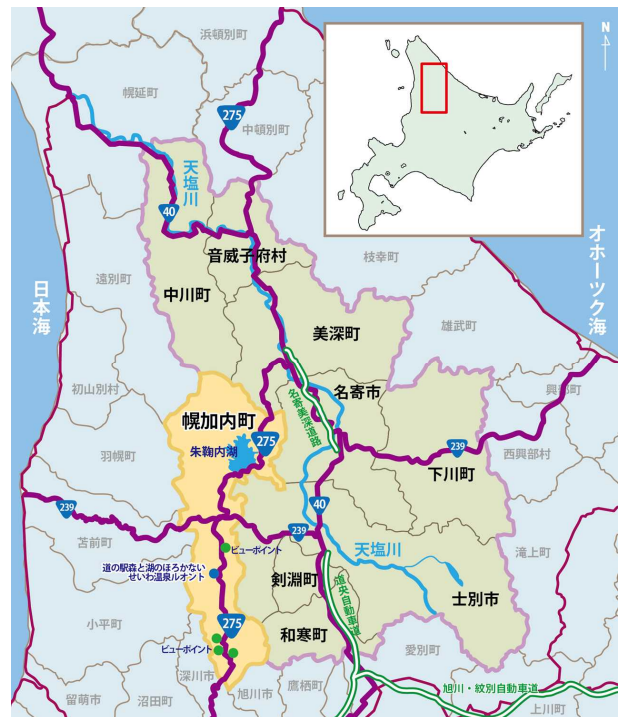 浜頓別町
N
幌延町
275
中頓別町
天塩川
40
音威子府村
枝幸町
オホーツク海
日本海
遠別町
中川町
美深町
雄武町
初山別村
名寄市
名寄美深道路
興部町
幌加内町
275
朱鞠内湖
羽幌町
239
西興部村
下川町
239
苫前町
40
239
ビューポイント
天塩川
滝上町
道の駅森と湖のほろかない
せいわ温泉ルオント
剣淵町
道央自動車道
士別市
小平町
275
和寒町
ビューポイント
愛別町
深川市
旭川市
鷹栖町
旭川・紋別自動車道
留萌市
沼田町
上川町